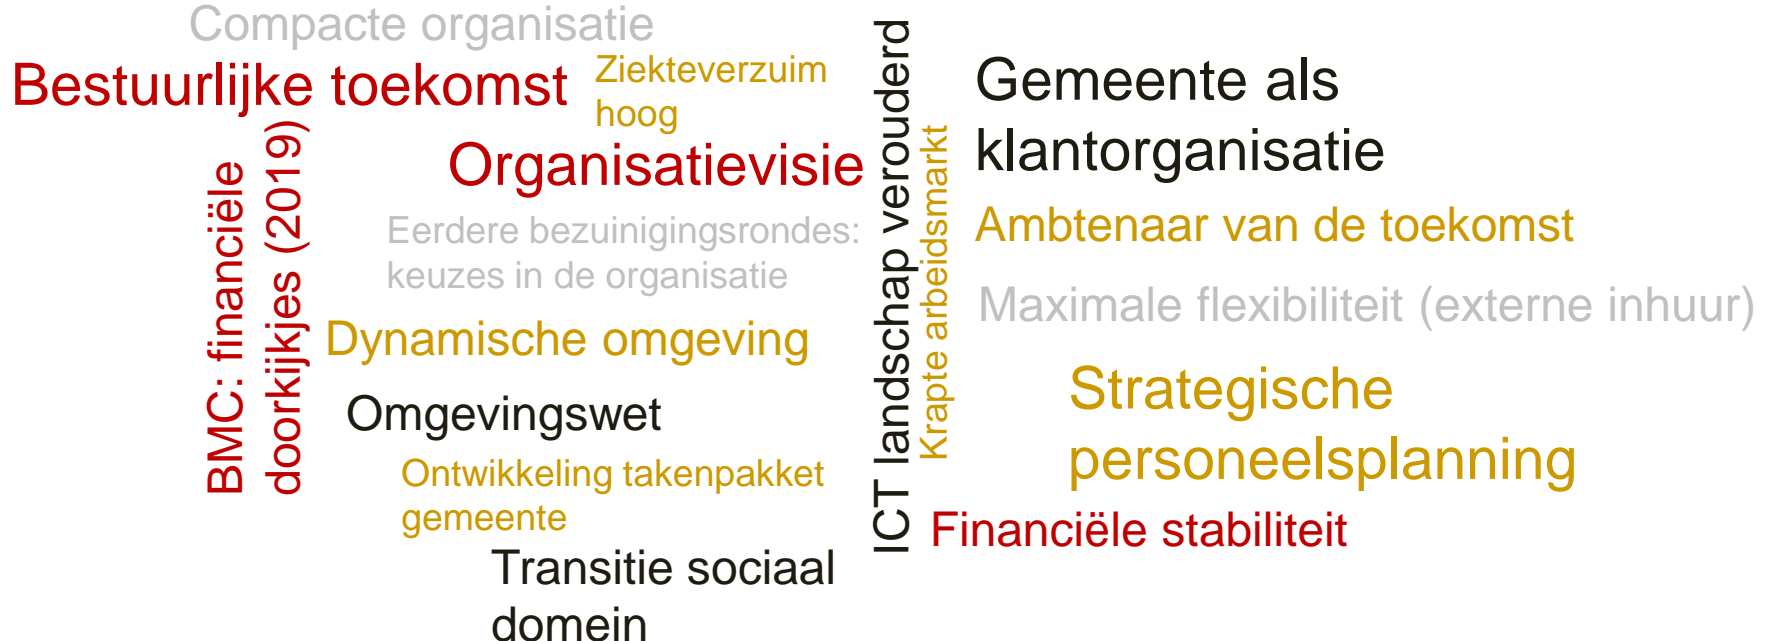 Compacte organisatie
Bestuurlijke toekomst
Ziekteverzuim
hoog
Organisatievisie
BMC: financiële
doorkijkjes (2019)
Eerdere bezuinigingsrondes:
keuzes in de organisatie
Dynamische omgeving
Omgevingswet
Ontwikkeling takenpakket
gemeente
Transitie sociaal
domein
ICT landschap verouderd
Krapte arbeidsmarkt
Gemeente als
klantorganisatie
Ambtenaar van de toekomst
Maximale flexibiliteit (externe inhuur)
Strategische
personeelsplanning
Financiële stabiliteit